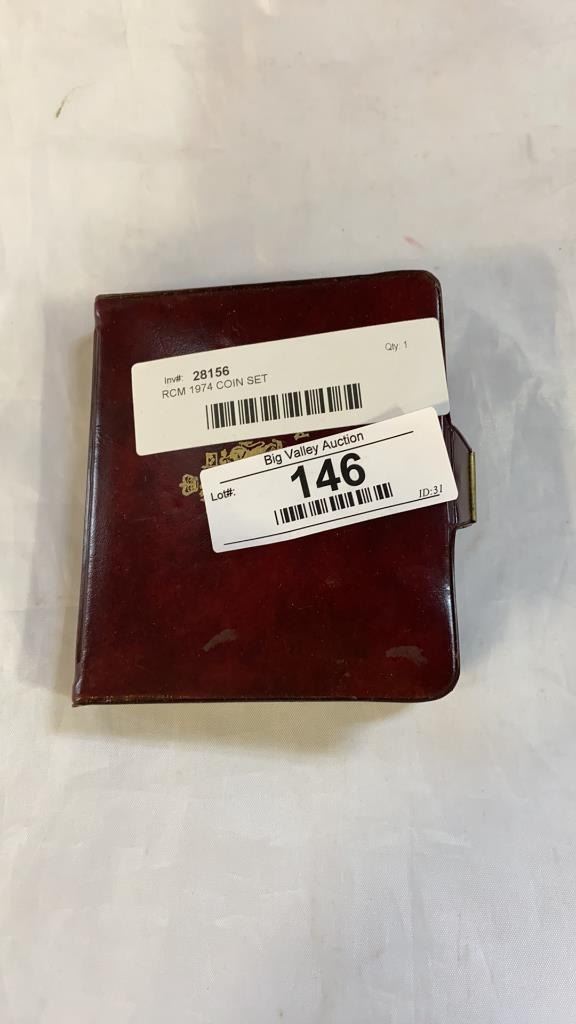 Inv#: 28156 Qty: 1
RCM 1974 COIN SET
Big Valley Auction
Lot#: 146
ID:31